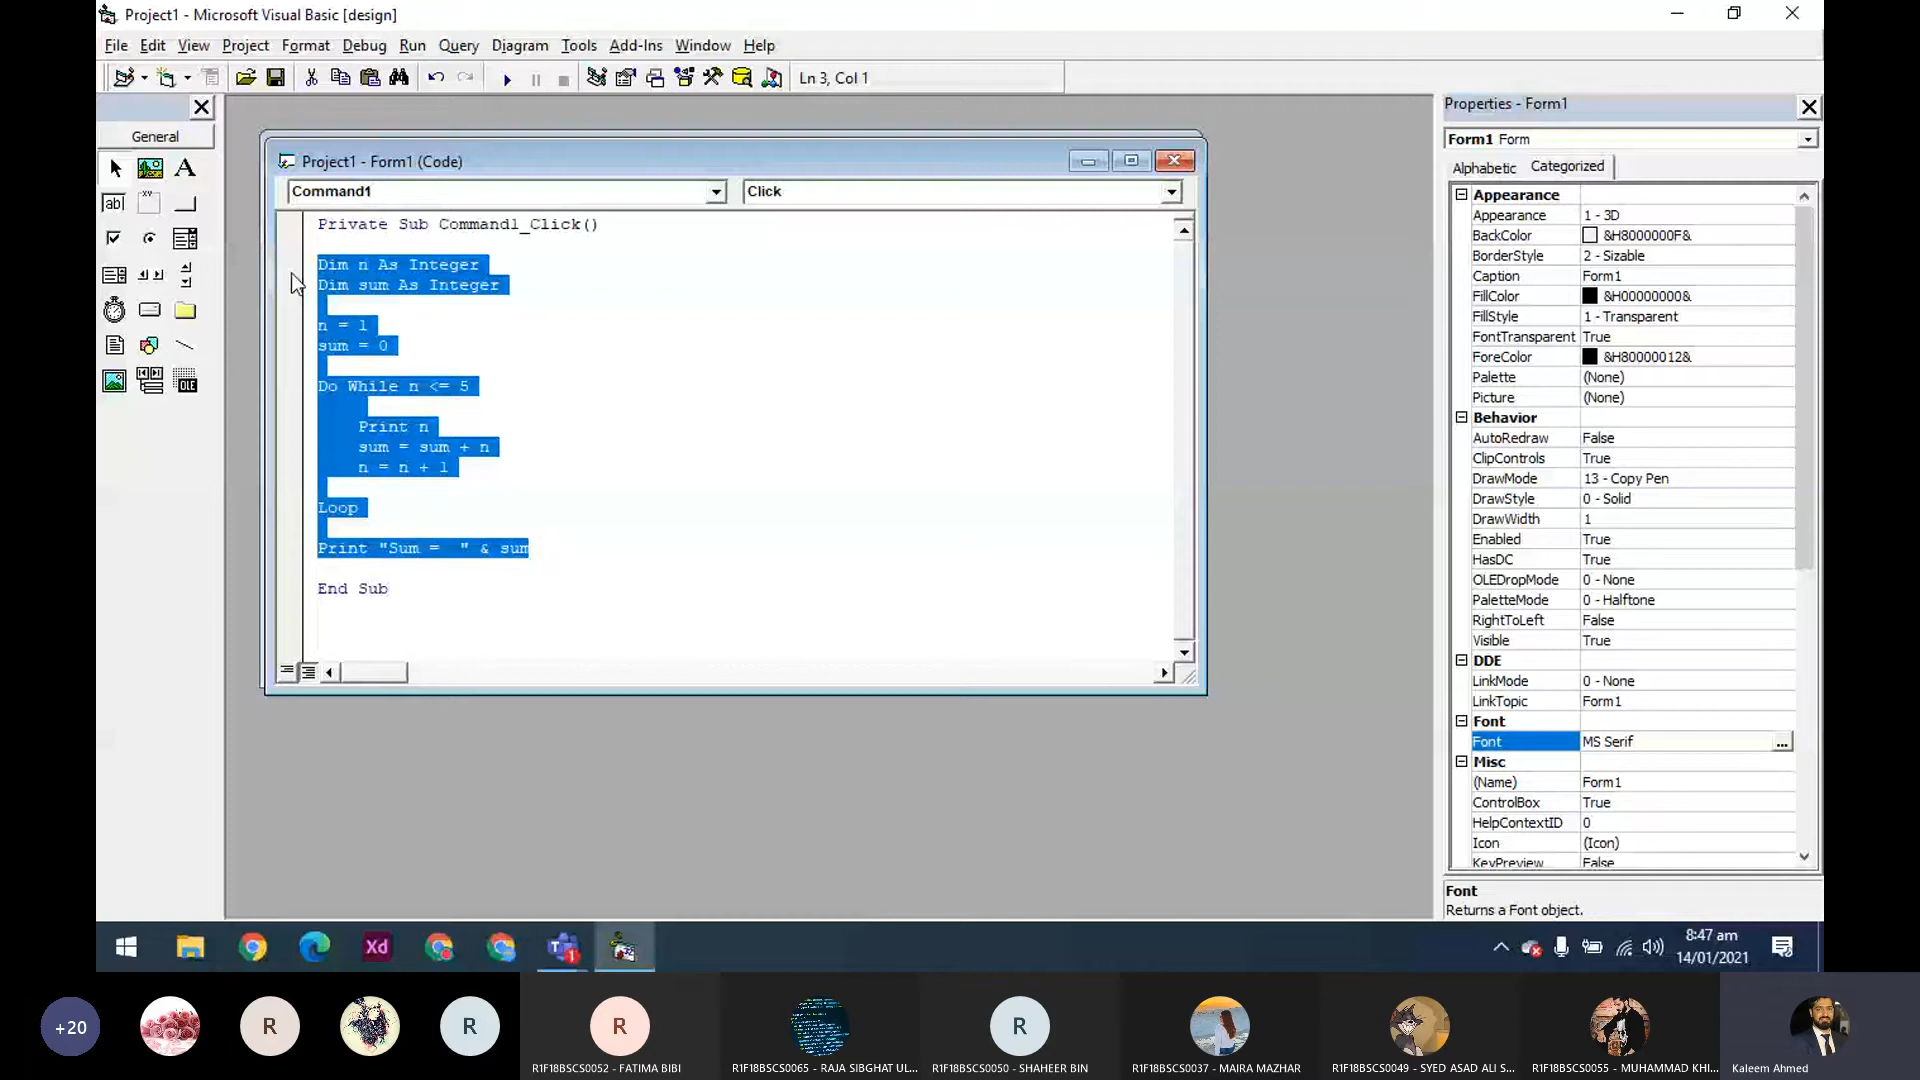 Project1 - Microsoft Visual Basic [design]
File Edit View Project Format Debug Run Query Diagram Tools Add-Ins Window Help
Ln 3, Col 1
General
Project1 - Form1 (Code)
Command1
Click
Private Sub Command1_Click()
Dim n As Integer
Dim sum As Integer
n = 1
sum = 0
Do While n <= 5
Print n
sum = sum + n
n = n + 1
Loop
Print "Sum =  " & sum
End Sub
Properties - Form1
Form1 Form
Alphabetic Categorized
Appearance
Appearance 1 - 3D
BackColor &H8000000F&
BorderStyle 2 - Sizable
Caption Form1
FillColor &H00000000&
FillStyle 1 - Transparent
FontTransparent True
ForeColor &H80000012&
Palette (None)
Picture (None)
Behavior
AutoRedraw False
ClipControls True
DrawMode 13 - Copy Pen
DrawStyle 0 - Solid
DrawWidth 1
Enabled True
HasDC True
OLEDropMode 0 - None
PaletteMode 0 - Halftone
RightToLeft False
Visible True
DDE
LinkMode 0 - None
LinkTopic Form1
Font
Font MS Serif ...
Misc
(Name) Form1
ControlBox True
HelpContextID 0
Icon (Icon)
KeyPreview False
Font
Returns a Font object.
A
abl
xy
OLE
Xd
1
8:47 am
14/01/2021
+20
R
R
R
R
R1F18BSCS0052 - FATIMA BIBI
R1F18BSCS0065 - RAJA SIBGHAT UL...
R1F18BSCS0050 - SHAHEER BIN
R1F18BSCS0037 - MAIRA MAZHAR
R1F18BSCS0049 - SYED ASAD ALI S...
R1F18BSCS0055 - MUHAMMAD KHI...
Kaleem Ahmed